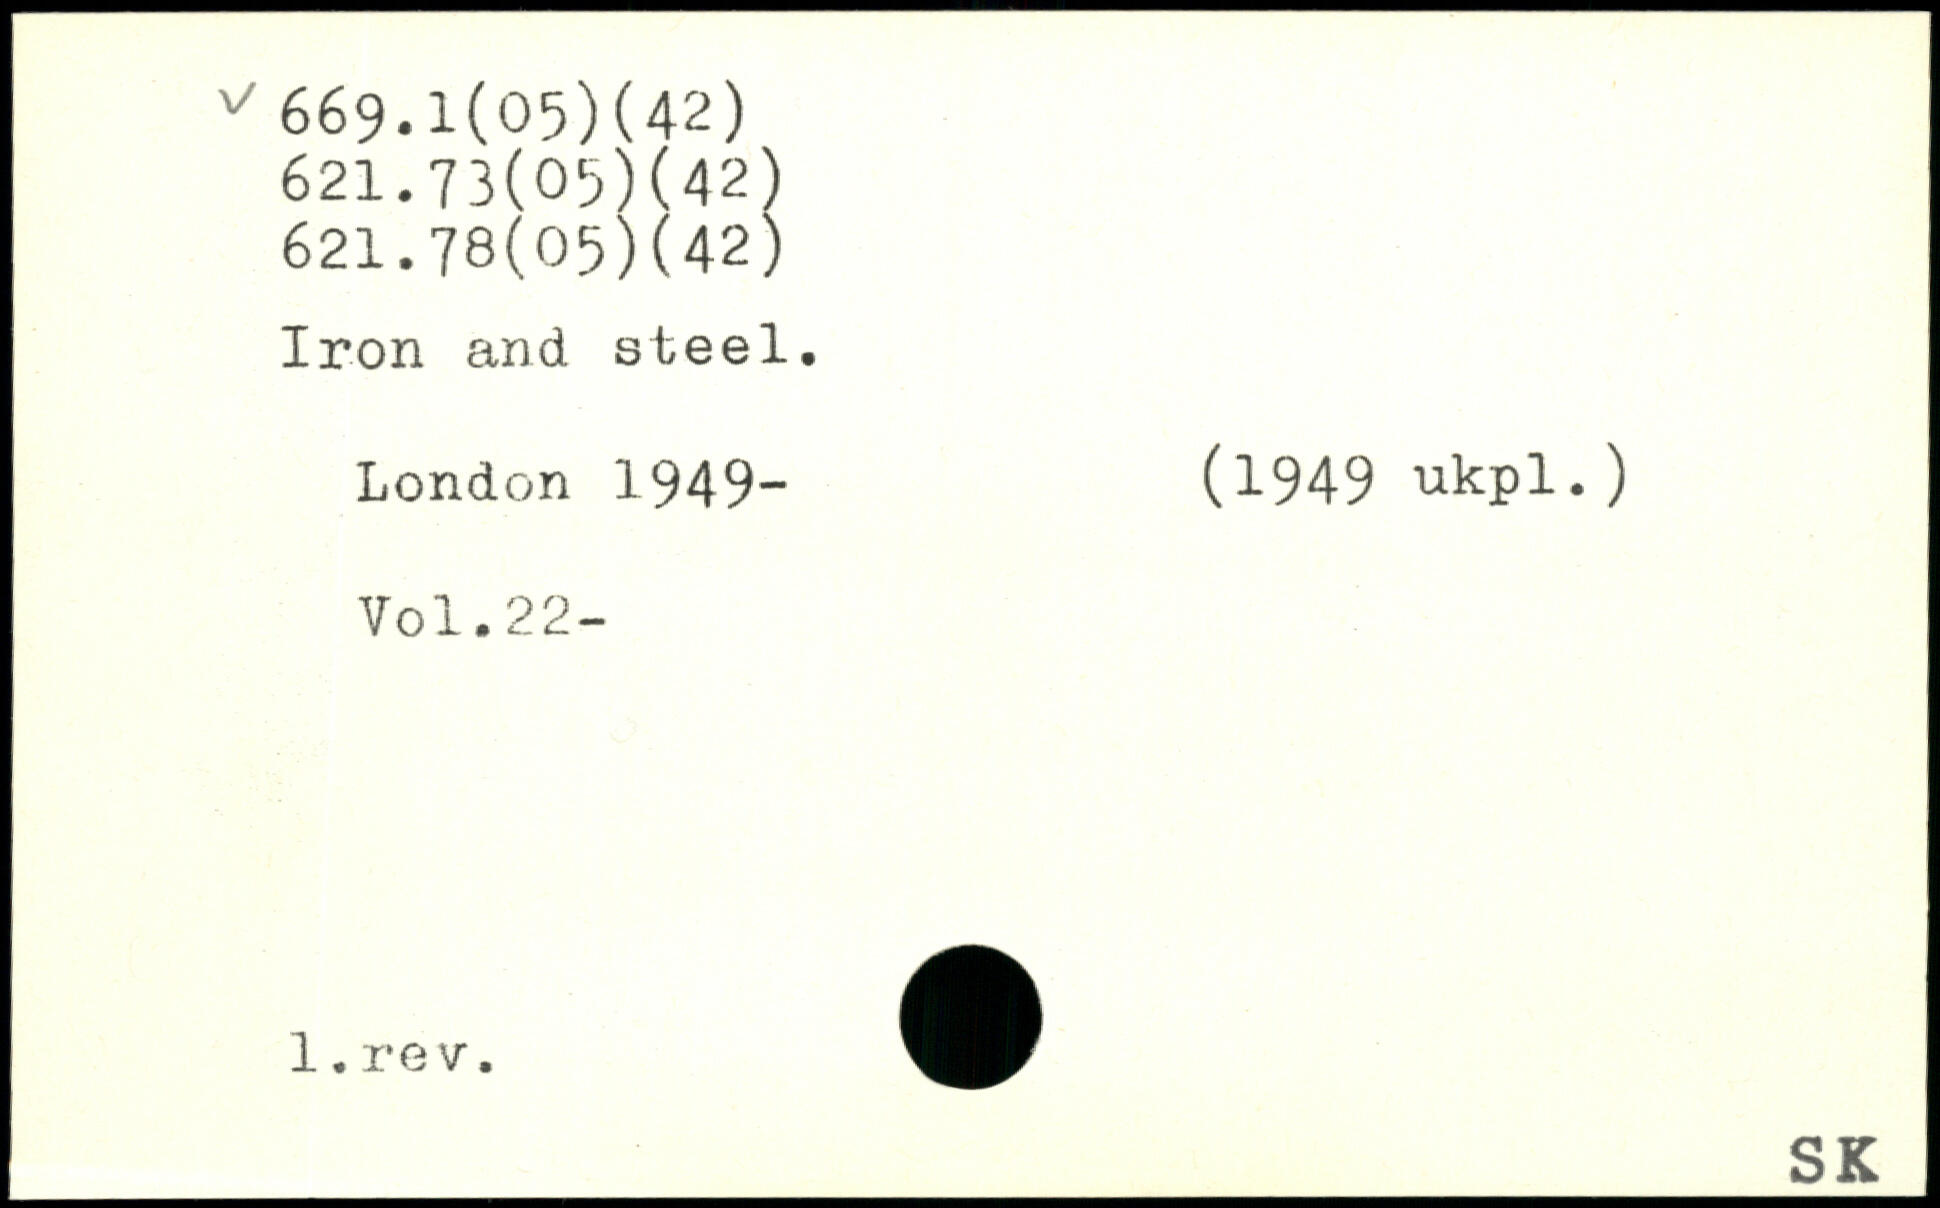 ✓ 669.1(05)(42)
621.73(05)(42)
621.78(05)(42)
Iron and steel.
London 1949- (1949 ukpl.)
Vol.22-
1.rev.
SK